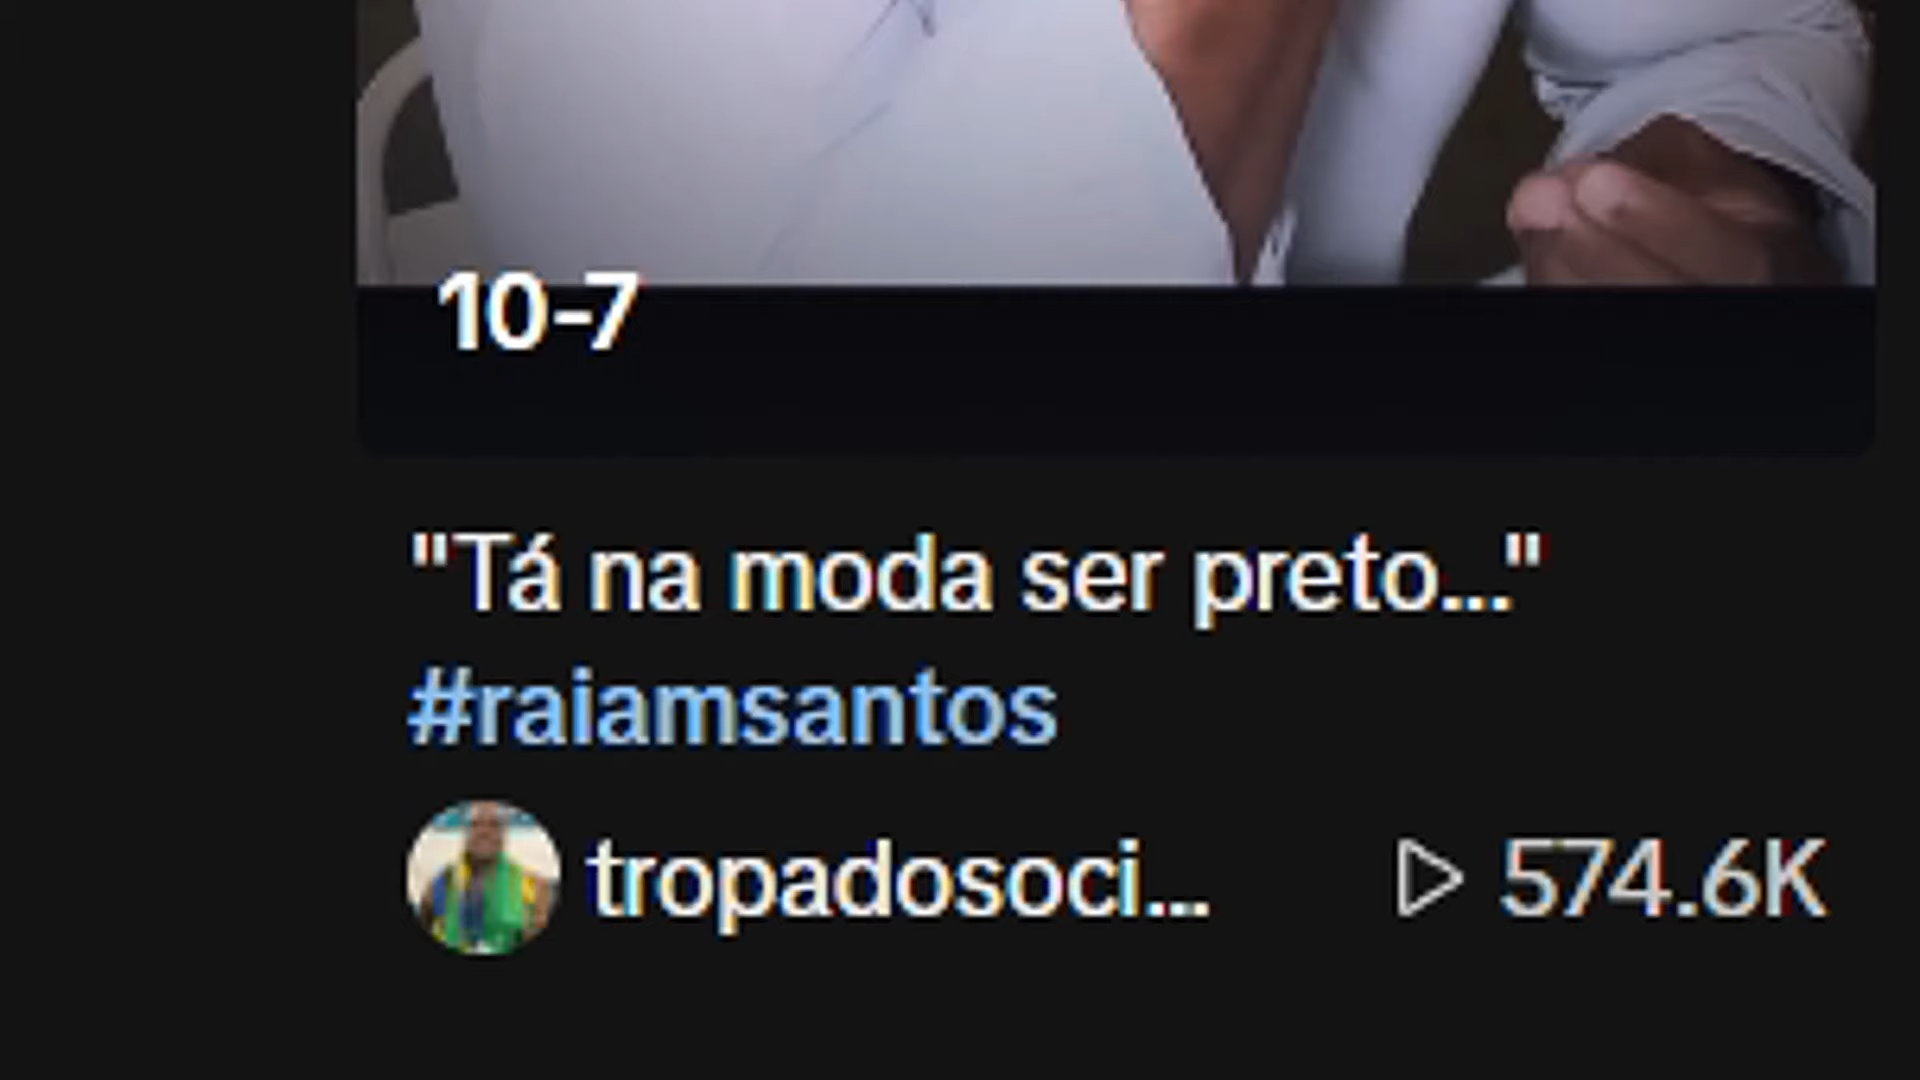 10-7
"Tá na moda ser preto..."
#raiamsantos
tropadosoci...
574.6K